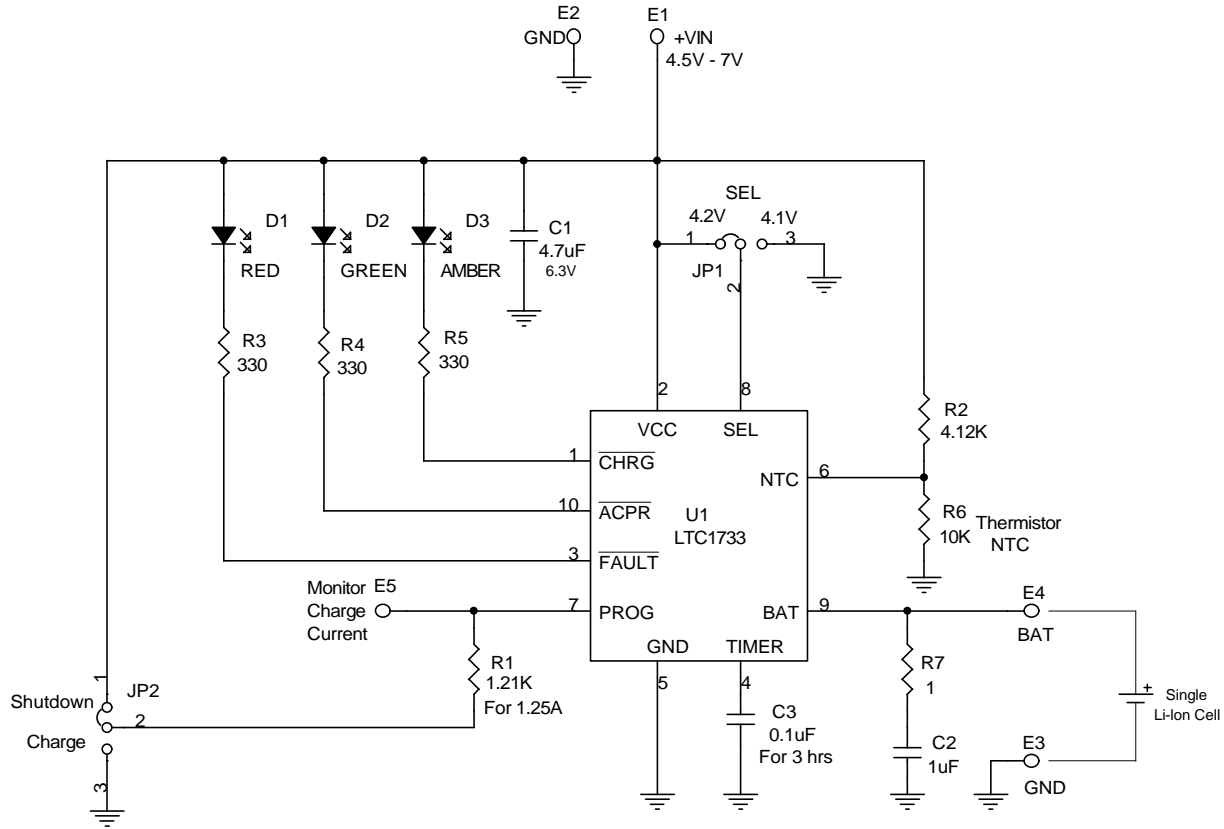 E2
GND
E1
+VIN
4.5V - 7V
SEL
4.2V
4.1V
1
3
JP1
2
D1
RED
D2
GREEN
D3
AMBER
C1
4.7uF
6.3V
R3
330
R4
330
R5
330
2
8
R2
4.12K
VCC
SEL
1
CHRG
NTC
6
10
ACPR
U1
LTC1733
R6
10K
Thermistor
NTC
3
FAULT
Monitor
Charge
Current
E5
7
PROG
BAT
9
E4
BAT
GND
TIMER
R1
1.21K
For 1.25A
5
4
R7
1
1
Shutdown
JP2
2
Charge
3
C3
0.1uF
For 3 hrs
C2
1uF
+
Single
Li-Ion Cell
E3
GND